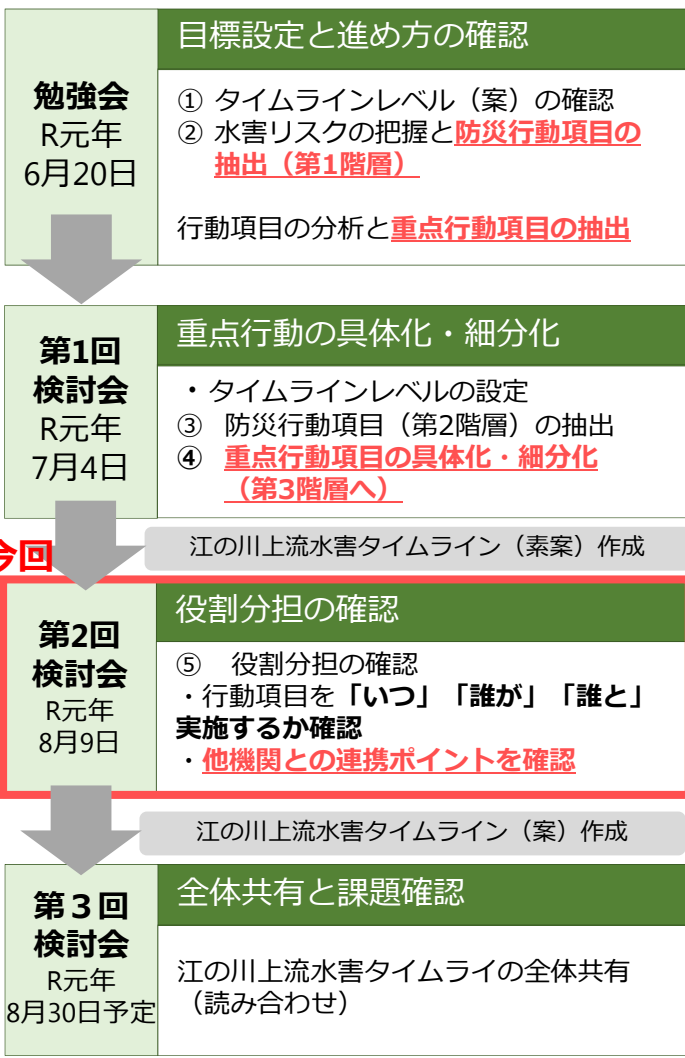 勉強会
R元年
6月20日
目標設定と進め方の確認
① タイムラインレベル（案）の確認
② 水害リスクの把握と防災行動項目の
抽出（第1階層）
行動項目の分析と重点行動項目の抽出
第1回
検討会
R元年
7月4日
重点行動の具体化・細分化
・タイムラインレベルの設定
③ 防災行動項目（第2階層）の抽出
④ 重点行動項目の具体化・細分化
（第3階層へ）
江の川上流水害タイムライン（素案）作成
今回
第2回
検討会
R元年
8月9日
役割分担の確認
⑤ 役割分担の確認
・行動項目を「いつ」「誰が」「誰と」
実施するか確認
・他機関との連携ポイントを確認
江の川上流水害タイムライン（案）作成
第３回
検討会
R元年
8月30日予定
全体共有と課題確認
江の川上流水害タイムライの全体共有
（読み合わせ）